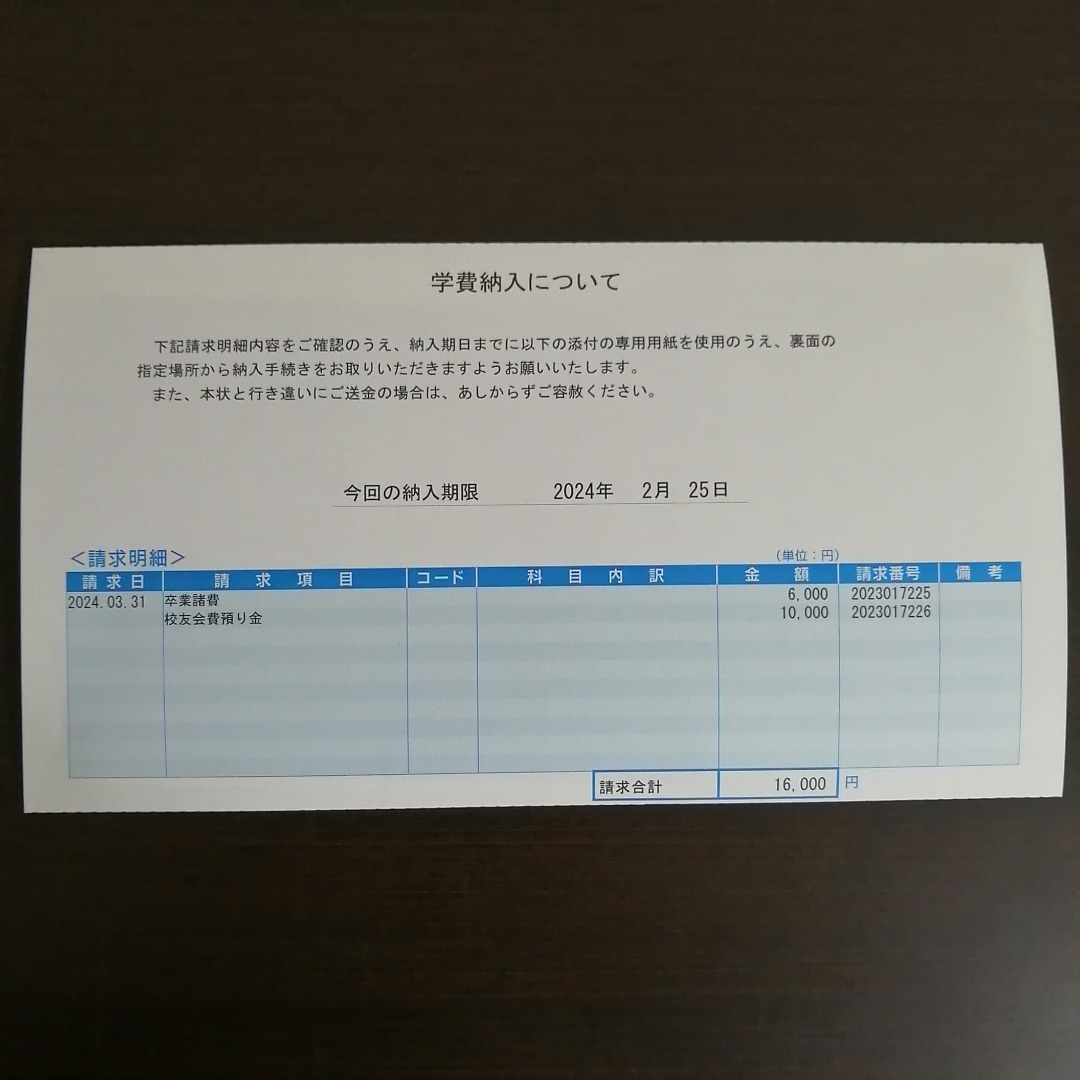 学費納入について
下記請求明細内容をご確認のうえ、納入期日までに以下の添付の専用用紙を使用のうえ、裏面の
指定場所から納入手続きをお取りいただきますようお願いいたします。
また、本状と行き違いにご送金の場合は、あしからずご容赦ください。
今回の納入期限 2024年 2月 25日
＜請求明細＞ （単位：円）
請求日 請求項目 コード 科目内訳 金額 請求番号 備考
2024.03.31 卒業諸費 6,000 2023017225
校友会費預り金 10,000 2023017226
請求合計 16,000 円